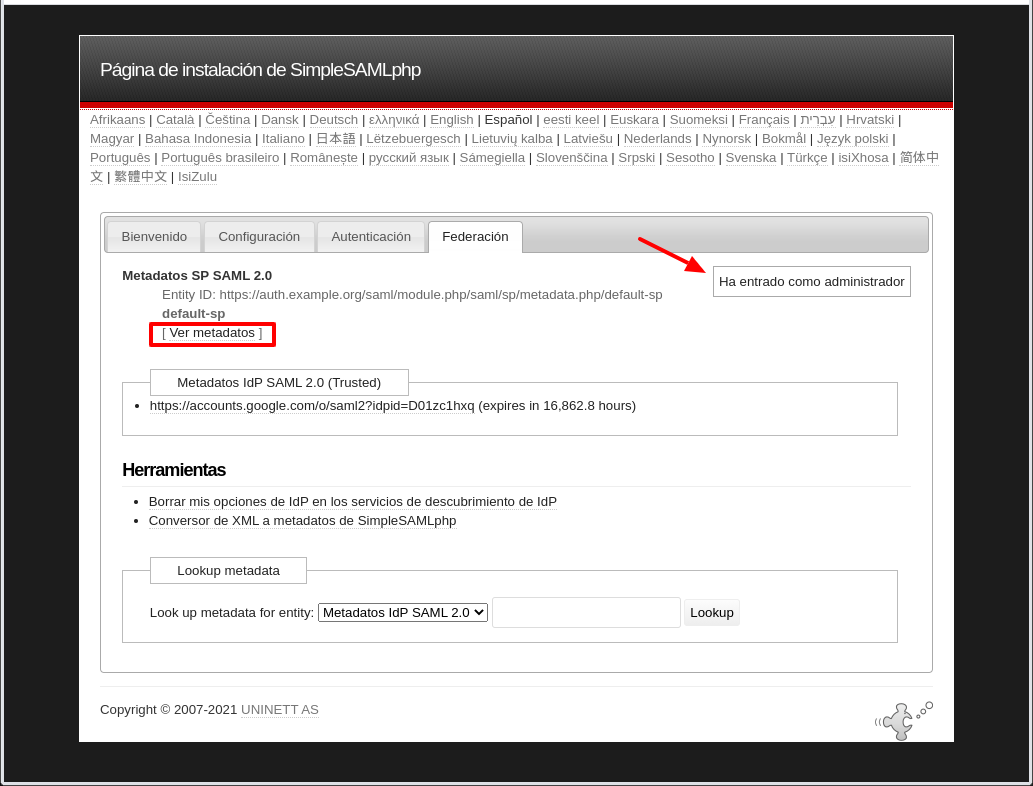 Página de instalación de SimpleSAMLphp
Afrikaans | Català | Čeština | Dansk | Deutsch | ελληνικά | English | Español | eesti keel | Euskara | Suomeksi | Français | עִבְרִית | Hrvatski |
Magyar | Bahasa Indonesia | Italiano | 日本語 | Lëtzebuergesch | Lietuvių kalba | Latviešu | Nederlands | Nynorsk | Bokmål | Język polski |
Português | Português brasileiro | Românește | русский язык | Sámegiella | Slovenščina | Srpski | Sesotho | Svenska | Türkçe | isiXhosa | 简体中
文 | 繁體中文 | IsiZulu
Bienvenido Configuración Autenticación Federación
Ha entrado como administrador
Metadatos SP SAML 2.0
Entity ID: https://auth.example.org/saml/module.php/saml/sp/metadata.php/default-sp
default-sp
[ Ver metadatos ]
Metadatos IdP SAML 2.0 (Trusted)
• https://accounts.google.com/o/saml2?idpid=D01zc1hxq (expires in 16,862.8 hours)
Herramientas
• Borrar mis opciones de IdP en los servicios de descubrimiento de IdP
• Conversor de XML a metadatos de SimpleSAMLphp
Lookup metadata
Look up metadata for entity: Metadatos IdP SAML 2.0 Lookup
Copyright © 2007-2021 UNINETT AS